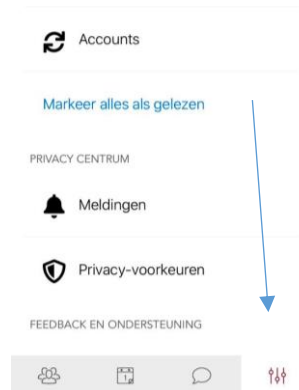 Accounts
Markeer alles als gelezen
PRIVACY CENTRUM
Meldingen
Privacy-voorkeuren
FEEDBACK EN ONDERSTEUNING